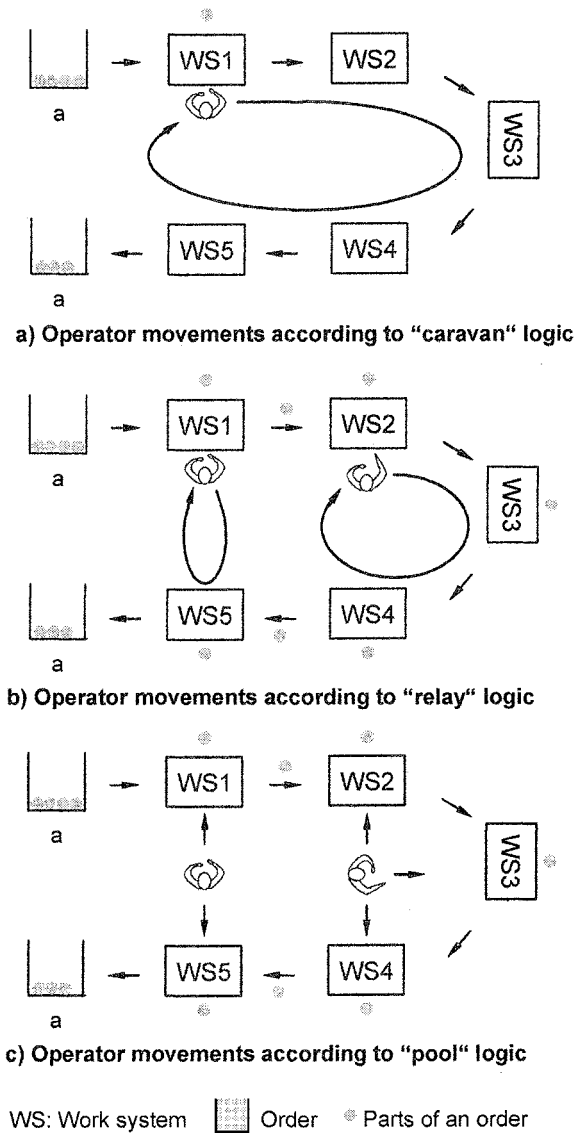 WS1 WS2
a
WS3
WS5 WS4
a
a) Operator movements according to “caravan“ logic
WS1 WS2
a
WS3
WS5 WS4
a
b) Operator movements according to “relay“ logic
WS1 WS2
a
WS3
WS5 WS4
a
c) Operator movements according to “pool“ logic
WS: Work system Order Parts of an order